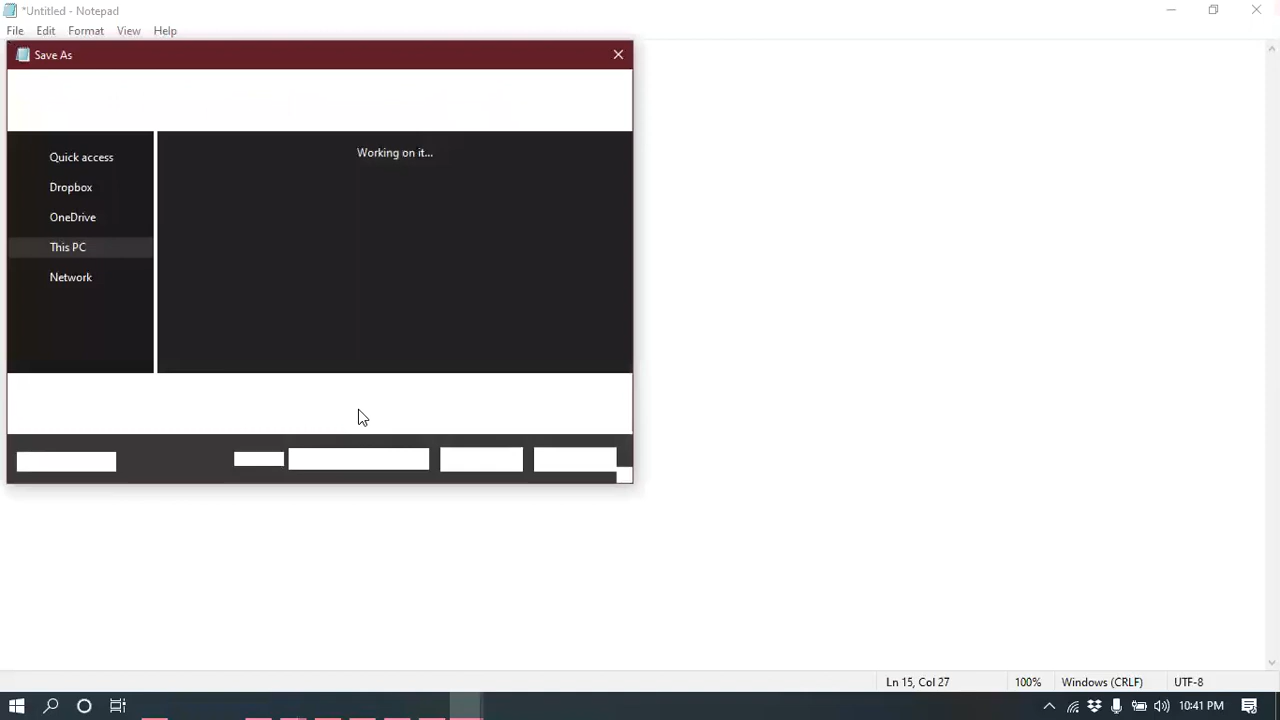 *Untitled - Notepad
File Edit Format View Help
Save As
Quick access
Dropbox
OneDrive
This PC
Network
Working on it...
Ln 15, Col 27 100% Windows (CRLF) UTF-8
10:41 PM